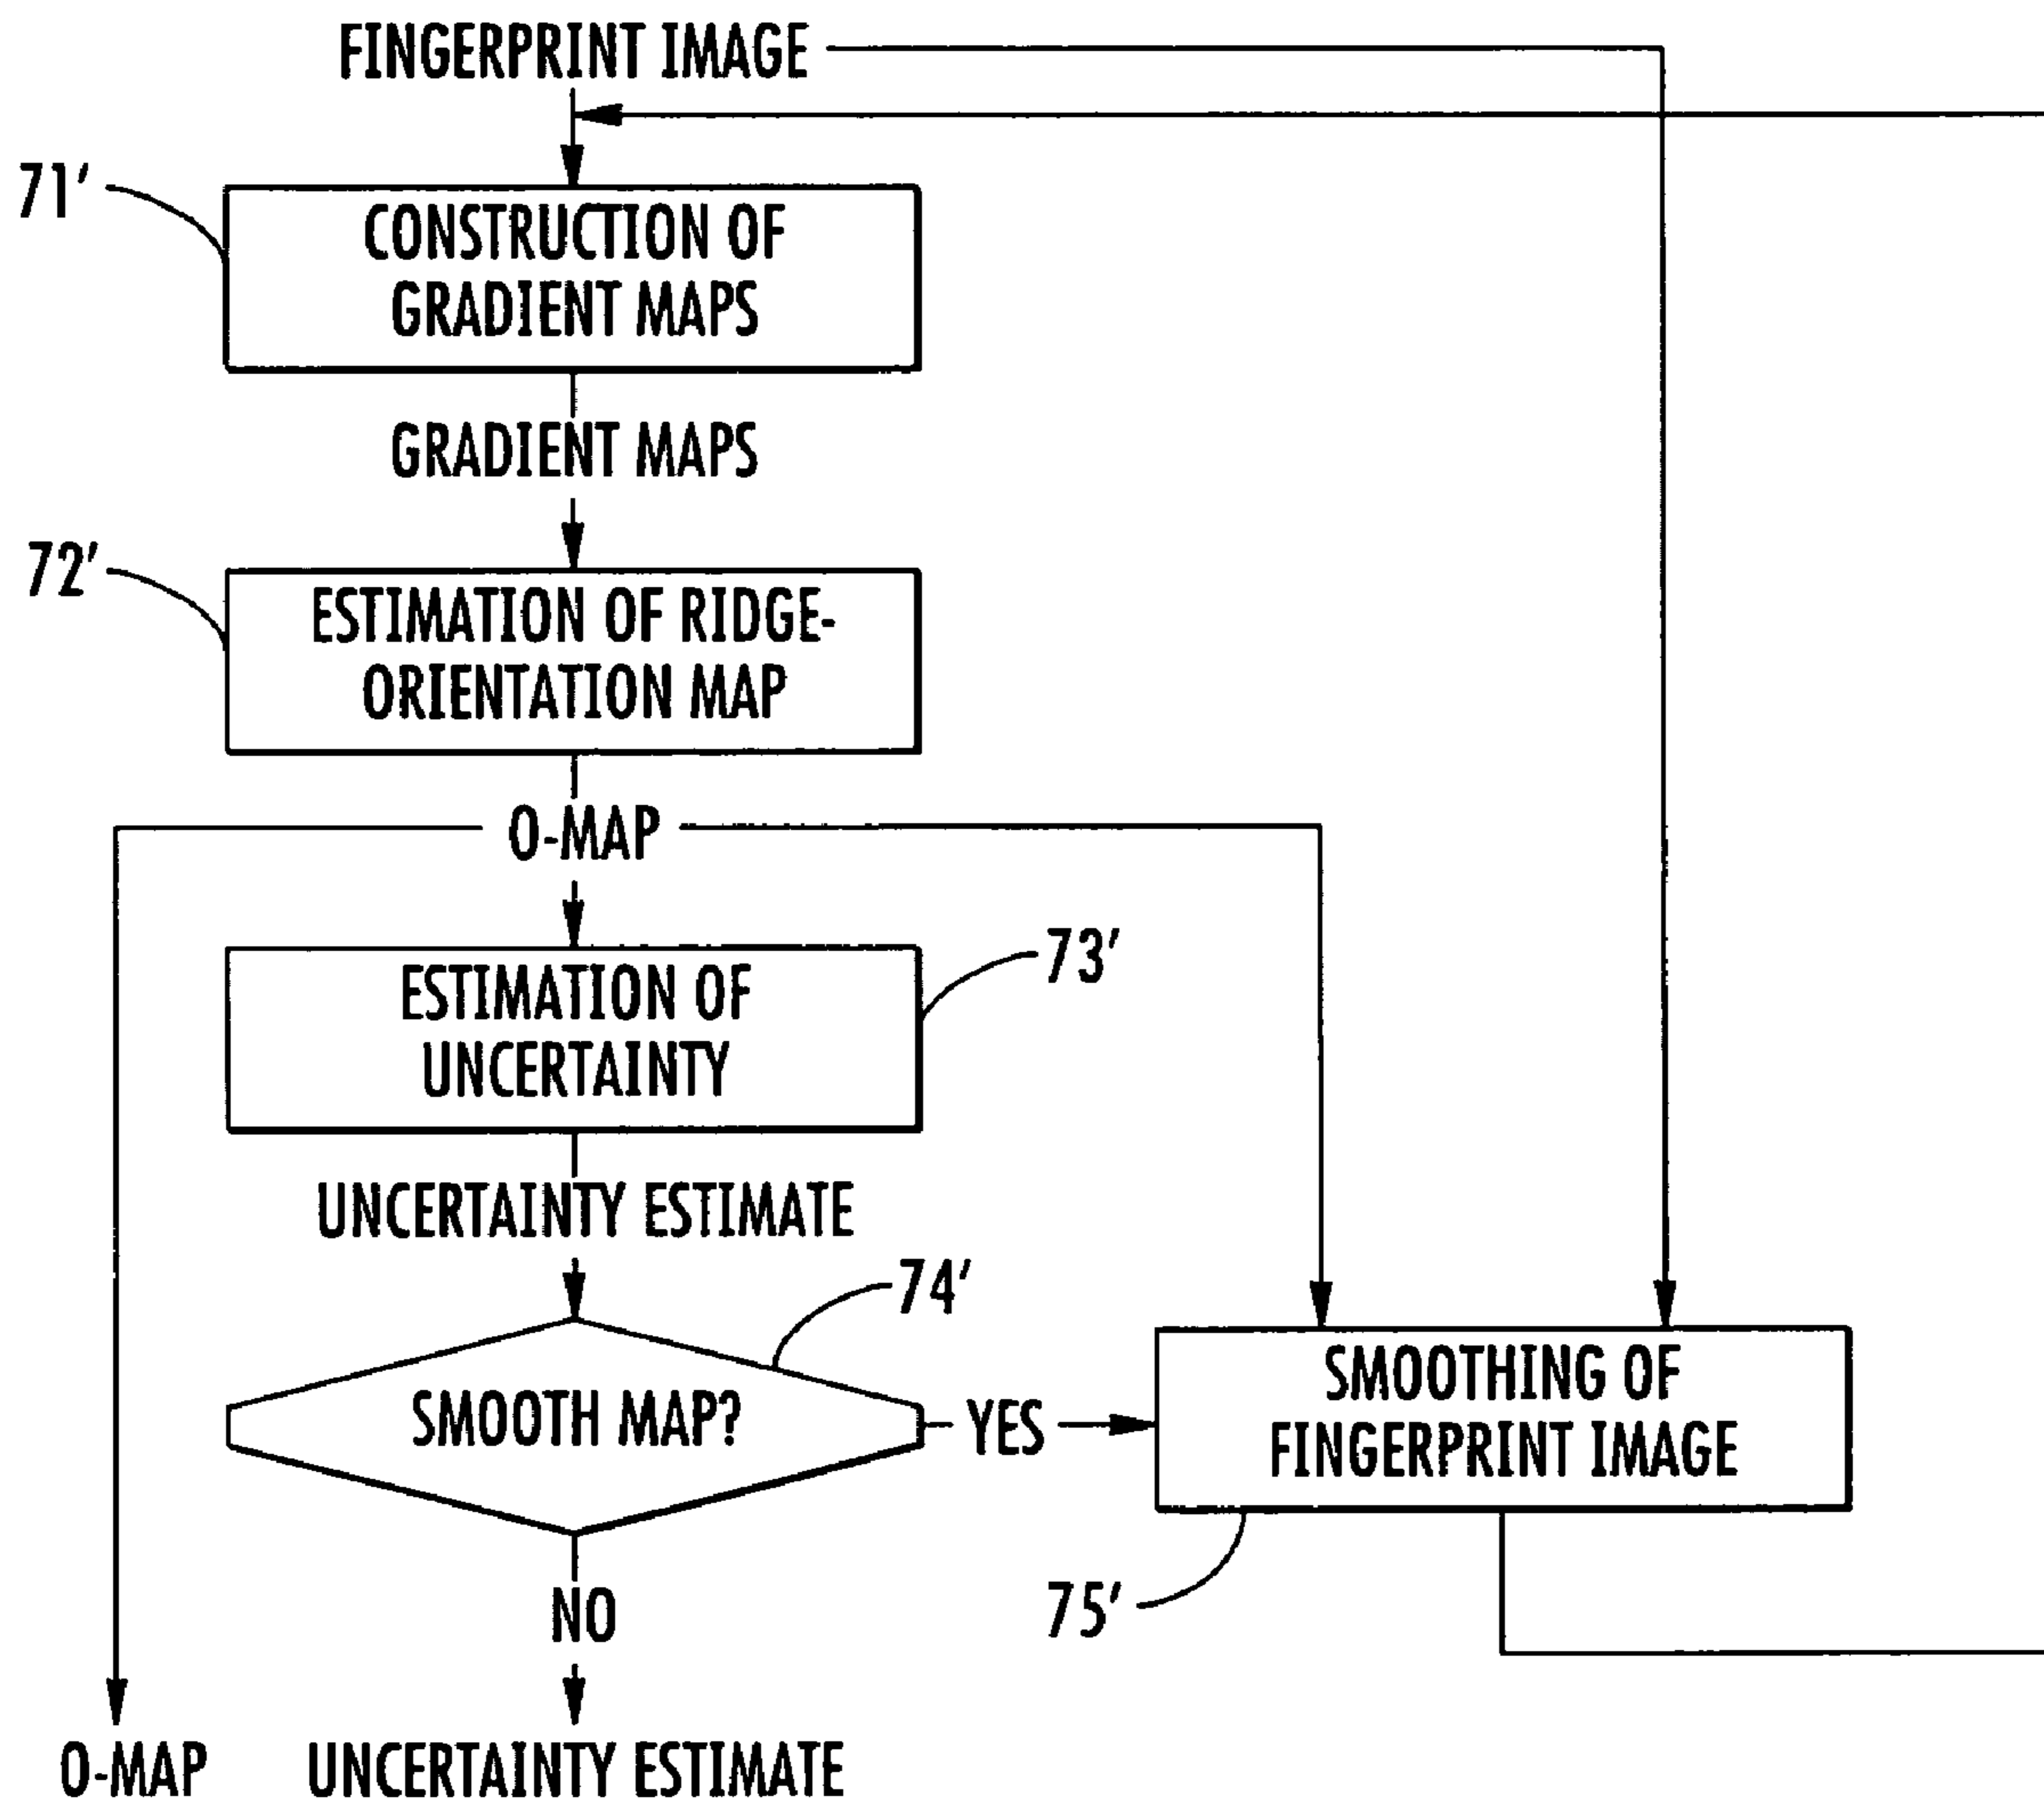 FINGERPRINT IMAGE
71'
CONSTRUCTION OF
GRADIENT MAPS
GRADIENT MAPS
72'
ESTIMATION OF RIDGE-
ORIENTATION MAP
O-MAP
73'
ESTIMATION OF
UNCERTAINTY
UNCERTAINTY ESTIMATE
74'
SMOOTH MAP?
YES
SMOOTHING OF
FINGERPRINT IMAGE
75'
NO
O-MAP
UNCERTAINTY ESTIMATE